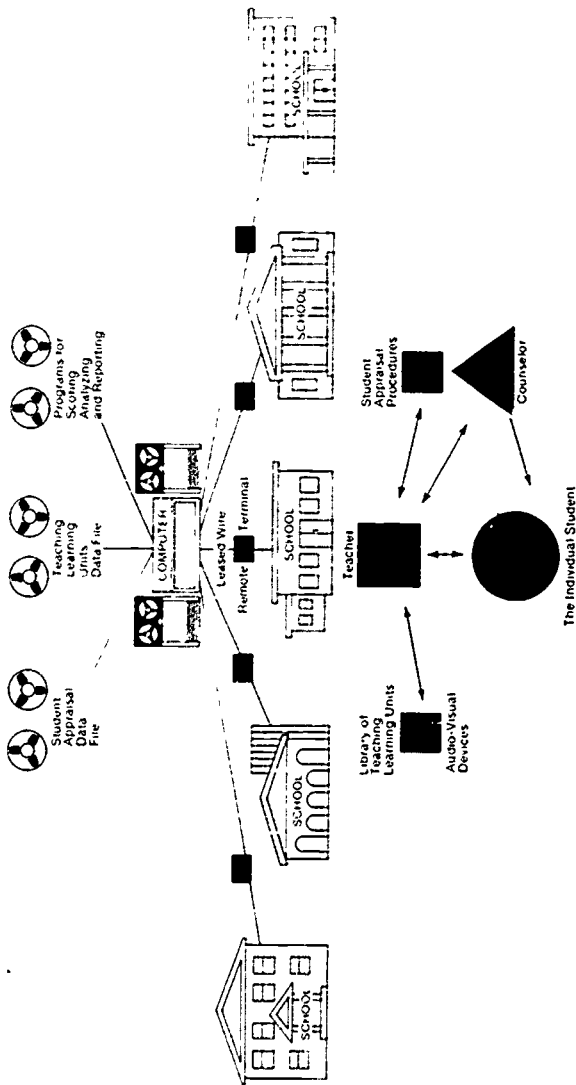 Student
Appraisal
Data
File
Teaching
Learning
Units
Data File
Programs for
Scoring
Analyzing
and Reporting
COMPUTER
Leased Wire
Remote Terminal
SCHOOL
SCHOOL
SCHOOL
SCHOOL
SCHOOL
Library of
Teaching
Learning Units
Audio-Visual
Devices
Teacher
Student
Appraisal
Procedures
Counselor
The Individual Student